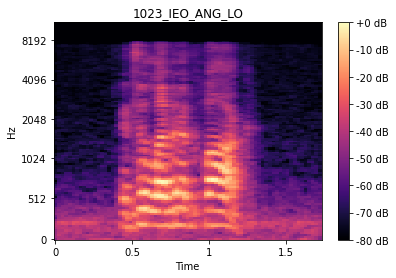 1023_IEO_ANG_LO
+0 dB
8192
-10 dB
4096
-20 dB
-30 dB
2048
Hz
-40 dB
1024
-50 dB
512
-60 dB
-70 dB
0
-80 dB
0 0.5 1 1.5
Time